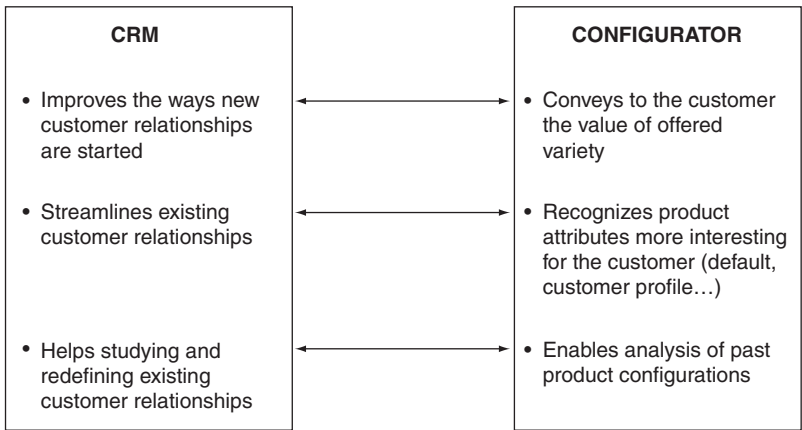 CRM
• Improves the ways new
customer relationships
are started
• Streamlines existing
customer relationships
• Helps studying and
redefining existing
customer relationships
CONFIGURATOR
• Conveys to the customer
the value of offered
variety
• Recognizes product
attributes more interesting
for the customer (default,
customer profile…)
• Enables analysis of past
product configurations